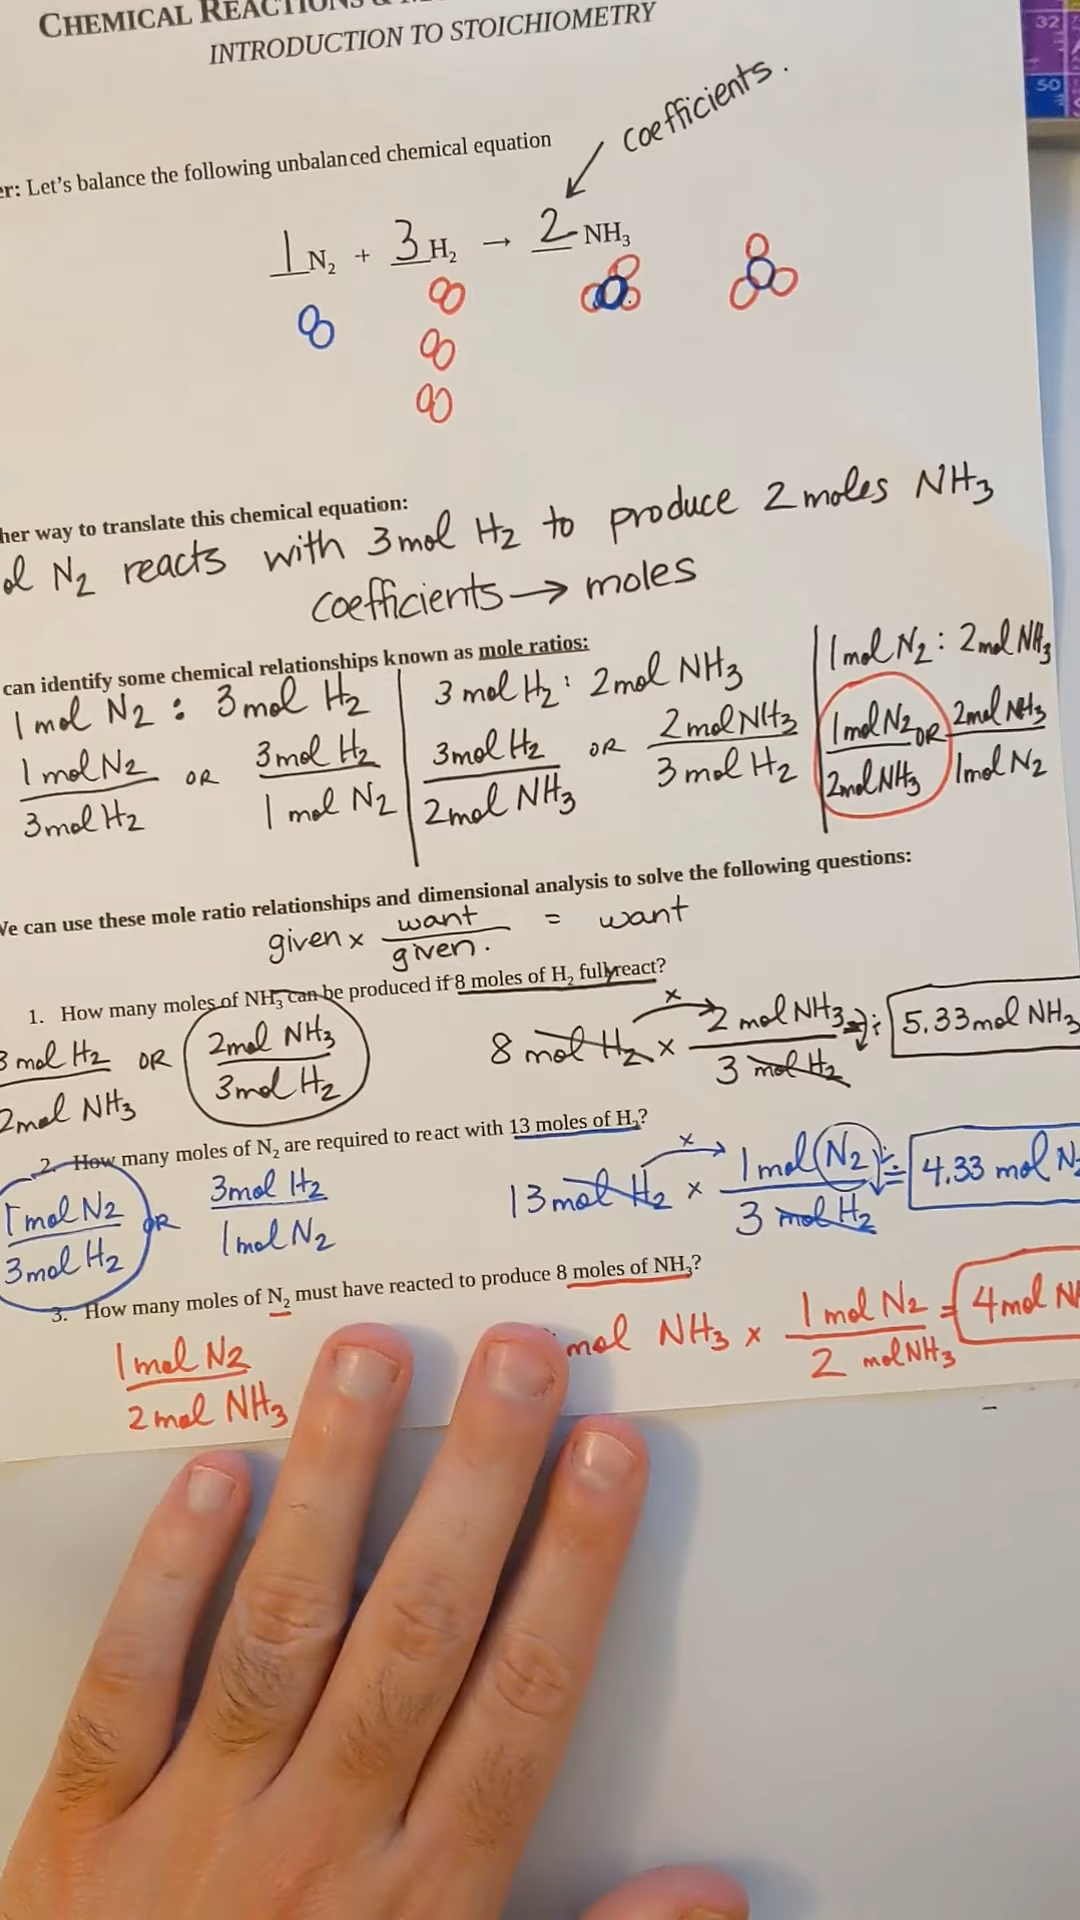 CHEMICAL REACTIONS &
INTRODUCTION TO STOICHIOMETRY
32
50
coefficients.
er: Let's balance the following unbalanced chemical equation
1 N₂ + 3 H₂ → 2 NH₃
her way to translate this chemical equation:
ol N₂ reacts with 3 mol H₂ to produce 2 moles NH₃
coefficients → moles
can identify some chemical relationships known as mole ratios:
1 mol N₂ : 3 mol H₂
1 mol N₂ / 3 mol H₂ OR 3 mol H₂ / 1 mol N₂
3 mol H₂ : 2 mol NH₃
3 mol H₂ / 2 mol NH₃ OR 2 mol NH₃ / 3 mol H₂
1 mol N₂ : 2 mol NH₃
1 mol N₂ / 2 mol NH₃ OR 2 mol NH₃ / 1 mol N₂
We can use these mole ratio relationships and dimensional analysis to solve the following questions:
given x want / given. = want
1. How many moles of NH₃ can be produced if 8 moles of H₂ fully react?
3 mol H₂ / 2 mol NH₃ OR 2 mol NH₃ / 3 mol H₂
8 mol H₂ x 2 mol NH₃ / 3 mol H₂ = 5.33 mol NH₃
2. How many moles of N₂ are required to react with 13 moles of H₂?
1 mol N₂ / 3 mol H₂ OR 3 mol H₂ / 1 mol N₂
13 mol H₂ x 1 mol N₂ / 3 mol H₂ = 4.33 mol N
3. How many moles of N₂ must have reacted to produce 8 moles of NH₃?
1 mol N₂ / 2 mol NH₃
mol NH₃ x 1 mol N₂ / 2 mol NH₃ = 4 mol N